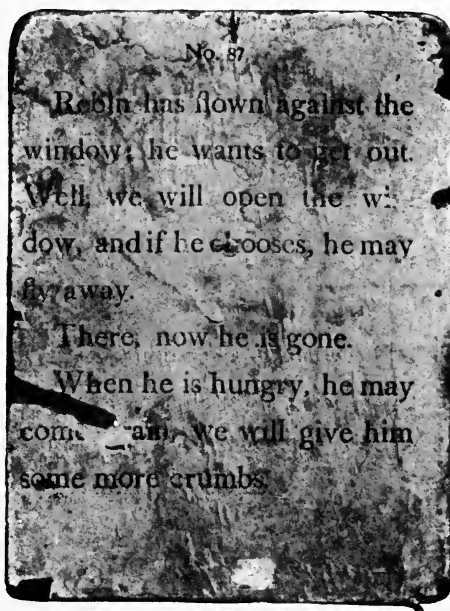 No. 87
Robin has flown against the
window; he wants to get out.
Well, we will open the win-
dow, and if he chooses, he may
fly away.
There, now he is gone.
When he is hungry, he may
come again, we will give him
some more crumbs.